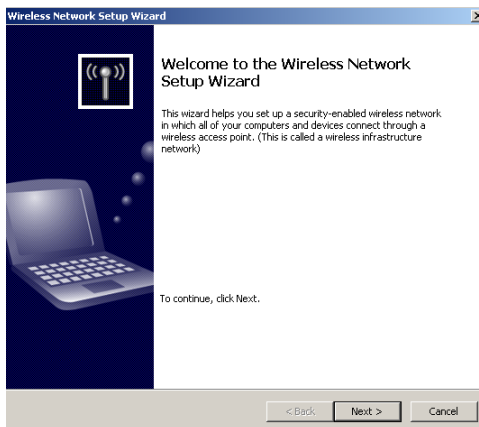 Wireless Network Setup Wizard
Welcome to the Wireless Network
Setup Wizard
This wizard helps you set up a security-enabled wireless network
in which all of your computers and devices connect through a
wireless access point. (This is called a wireless infrastructure
network)
To continue, click Next.
< Back Next > Cancel